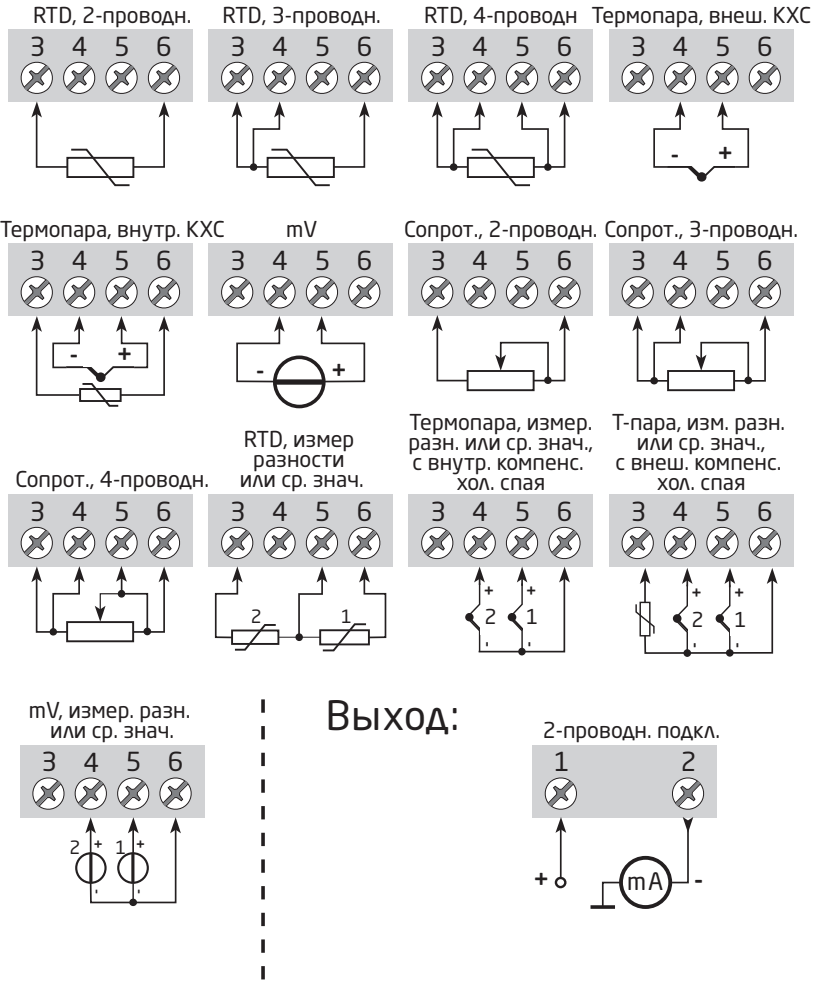 RTD, 2-проводн.
RTD, 3-проводн.
RTD, 4-проводн
Термопара, внеш. КХС
3 4 5 6
3 4 5 6
3 4 5 6
3 4 5 6
- +
Термопара, внутр. КХС
mV
Сопрот., 2-проводн.
Сопрот., 3-проводн.
3 4 5 6
3 4 5 6
3 4 5 6
3 4 5 6
- +
- +
Сопрот., 4-проводн.
RTD, измер
разности
или ср. знач.
Термопара, измер.
разн. или ср. знач.,
с внутр. компенс.
хол. спая
Т-пара, изм. разн.
или ср. знач.,
с внеш. компенс.
хол. спая
3 4 5 6
3 4 5 6
3 4 5 6
3 4 5 6
2 1
+ +
2 1
- -
+ +
2 1
- -
mV, измер. разн.
или ср. знач.
3 4 5 6
2 + 1 +
- -
Выход:
2-проводн. подкл.
1 2
+ mA -